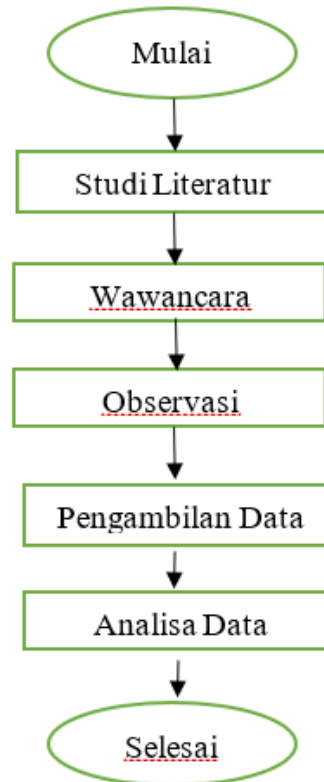 Mulai
Studi Literatur
Wawancara
Observasi
Pengambilan Data
Analisa Data
Selesai